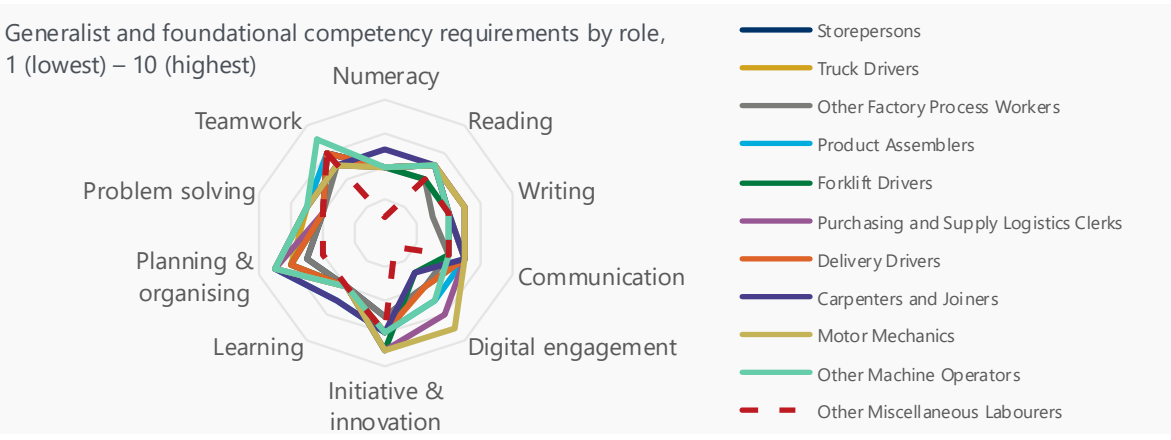 Generalist and foundational competency requirements by role,
1 (lowest) – 10 (highest)
Numeracy
Reading
Writing
Communication
Digital engagement
Initiative &
innovation
Learning
Planning &
organising
Problem solving
Teamwork
Storepersons
Truck Drivers
Other Factory Process Workers
Product Assemblers
Forklift Drivers
Purchasing and Supply Logistics Clerks
Delivery Drivers
Carpenters and Joiners
Motor Mechanics
Other Machine Operators
Other Miscellaneous Labourers